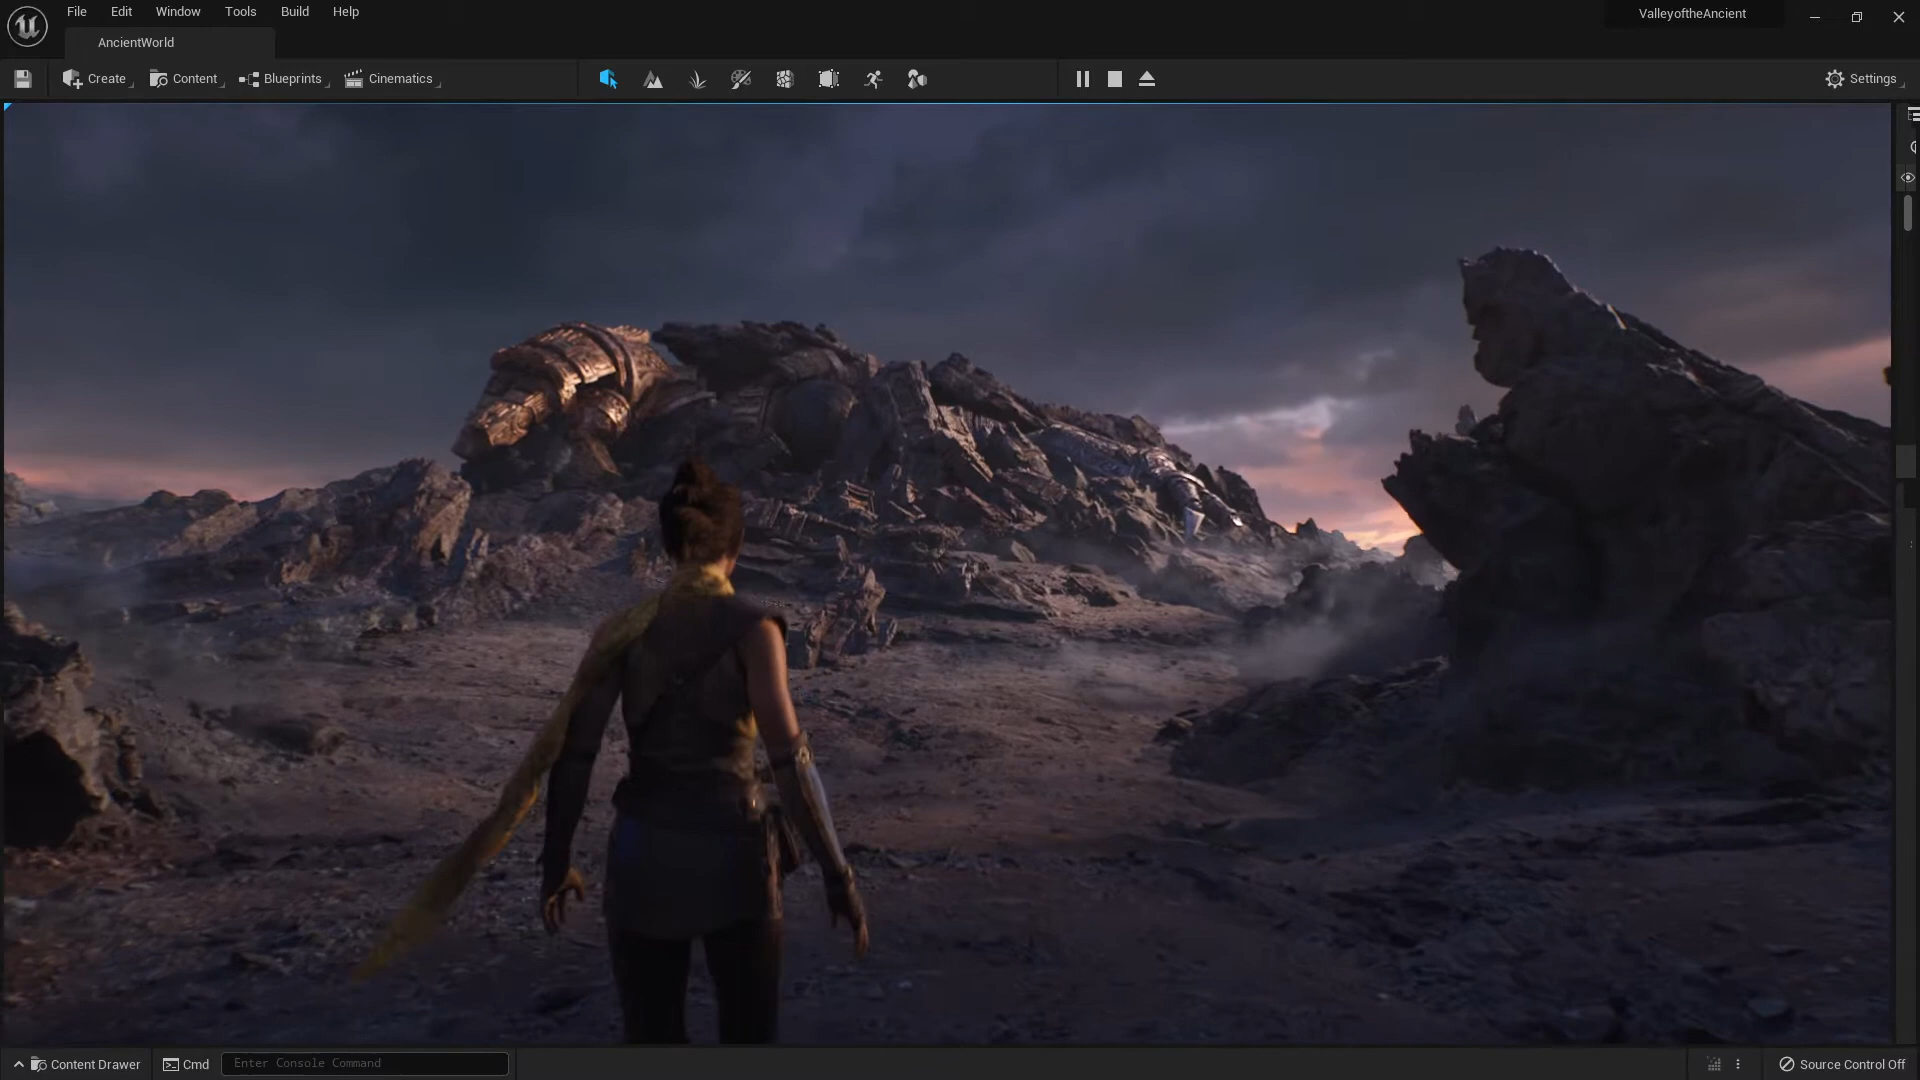 File Edit Window Tools Build Help
ValleyoftheAncient
AncientWorld
Create Content Blueprints Cinematics Settings
Content Drawer Cmd Enter Console Command Source Control Off